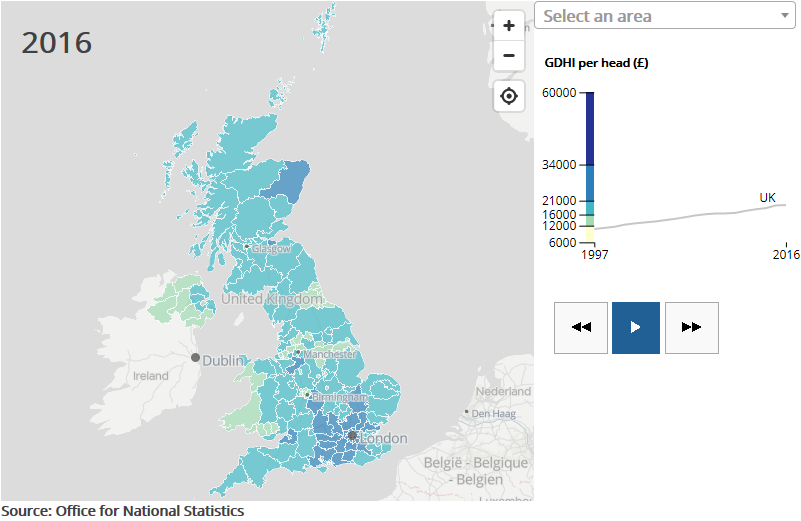 2016
+
−
Select an area
GDHI per head (£)
60000
34000
21000
16000
12000
6000
UK
1997
2016
Glasgow
United Kingdom
Dublin
Manchester
Ireland
Birmingham
Nederland
Den Haag
London
België - Belgique
- Belgien
Source: Office for National Statistics